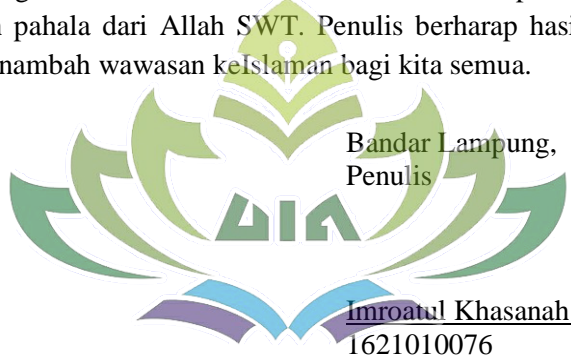 n pahala dari Allah SWT. Penulis berharap hasi
nambah wawasan keIslaman bagi kita semua.
Bandar Lampung,
Penulis
UIN
Imroatul Khasanah
1621010076